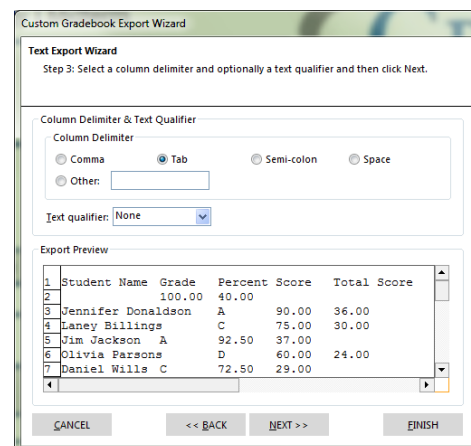 Custom Gradebook Export Wizard
Text Export Wizard
Step 3: Select a column delimiter and optionally a text qualifier and then click Next.
Column Delimiter & Text Qualifier
Column Delimiter
Comma Tab Semi-colon Space
Other:
Text qualifier: None
Export Preview
1 Student Name Grade Percent Score Total Score
2 100.00 40.00
3 Jennifer Donaldson A 90.00 36.00
4 Laney Billings C 75.00 30.00
5 Jim Jackson A 92.50 37.00
6 Olivia Parsons D 60.00 24.00
7 Daniel Wills C 72.50 29.00
CANCEL << BACK NEXT >> FINISH